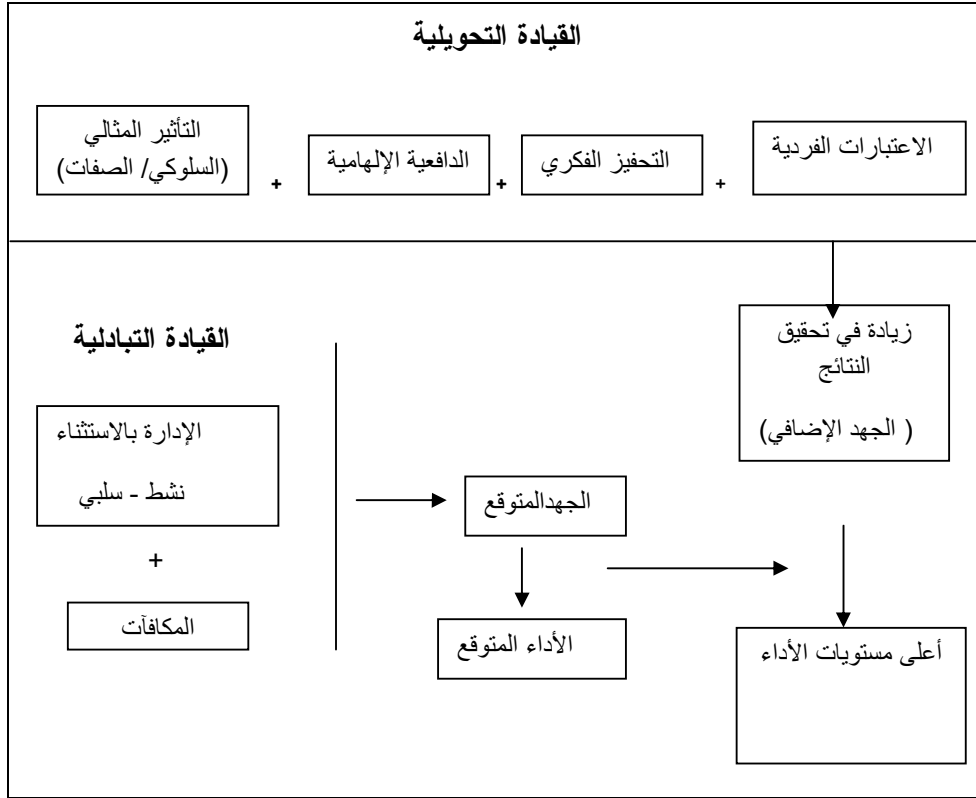 القيادة التحويلية
الاعتبارات الفردية
+
التحفيز الفكري
+
الدافعية الإلهامية
+
التأثير المثالي
(السلوكي/ الصفات)
زيادة في تحقيق
النتائج
( الجهد الإضافي)
القيادة التبادلية
الإدارة بالاستثناء
نشط - سلبي
+
المكافآت
الجهدالمتوقع
الأداء المتوقع
أعلى مستويات الأداء